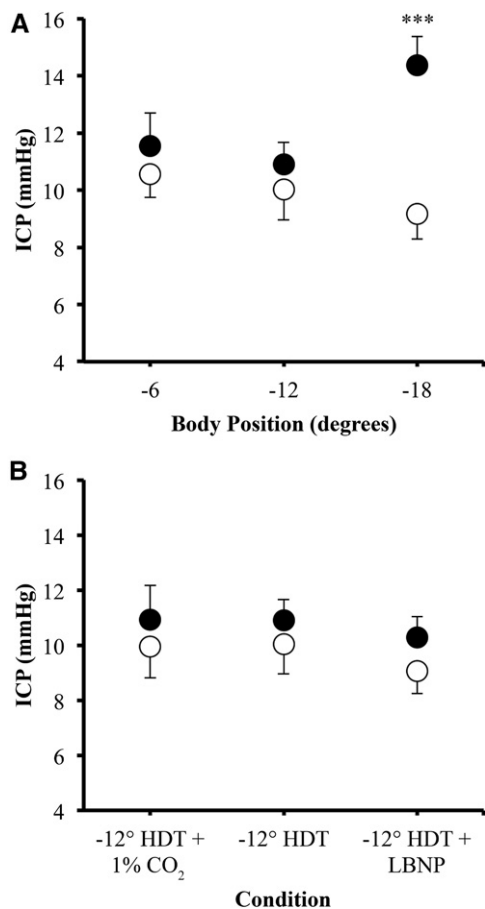 A
***
16
14
12
10
8
6
4
ICP (mmHg)
-6 -12 -18
Body Position (degrees)
B
16
14
12
10
8
6
4
ICP (mmHg)
-12° HDT + -12° HDT -12° HDT +
1% CO₂ LBNP
Condition